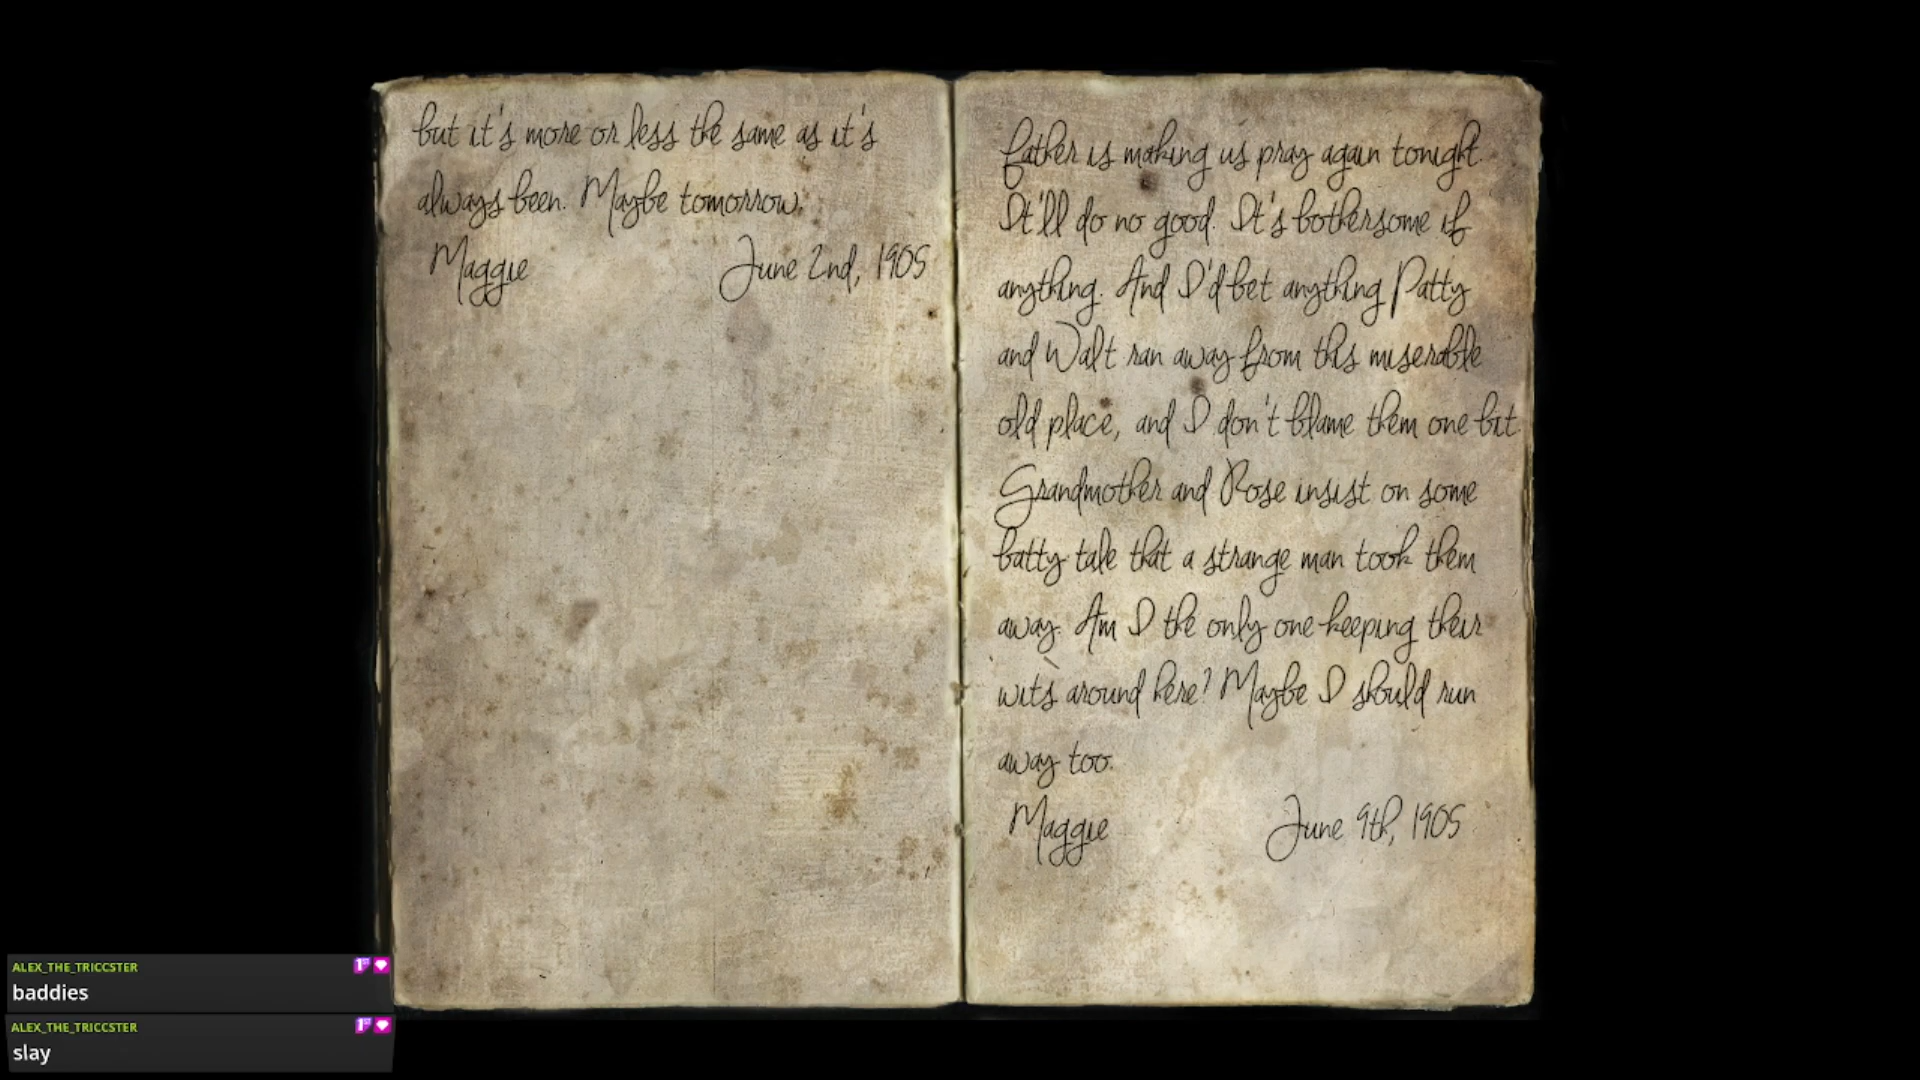 but it's more or less the same as it's
always been. Maybe tomorrow.
Maggie June 2nd, 1905
Father is making us pray again tonight.
It'll do no good. It's bothersome if
anything. And I'd bet anything Patty
and Walt ran away from this miserable
old place, and I don't blame them one bit.
Grandmother and Rose insist on some
batty tale that a strange man took them
away. Am I the only one keeping their
wits around here? Maybe I should run
away too.
Maggie June 9th, 1905
ALEX_THE_TRICCSTER
baddies
ALEX_THE_TRICCSTER
slay